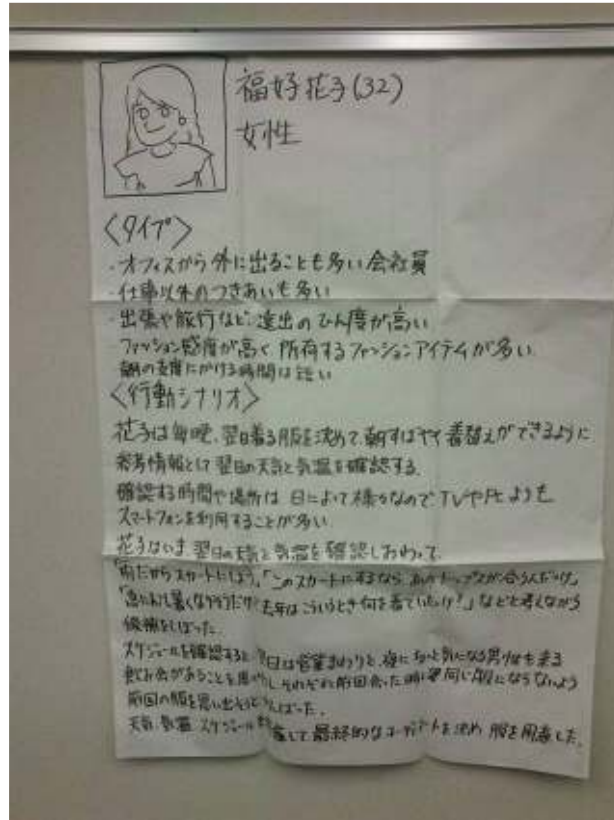 福好花子(32)
女性
〈タイプ〉
・オフィスから外に出ることも多い会社員
・仕事以外のつきあいも多い
・出張や旅行など遠出のひん度が高い
ファッション感度が高く所有するファッションアイテムが多い
朝の支度にかける時間は短い
〈行動シナリオ〉
花子は毎晩、翌日着る服を決めて、朝すばやく着替えができるように
参考情報として翌日の天気と気温を確認する。
確認する時間や場所は日によって様々なのでTVやPCよりも
スマートフォンを利用することが多い
花子はいま翌日の天気と気温を確認しおわって
「雨だからスカートにしよう」「このスカートにするならあのトップスが合うんだっけ」
「急に暑くなりそうだけど去年はこういうとき何を着ていたっけ?」などと考えながら
候補をしぼった。
スケジュールを確認すると 日は営業まわりと、夜にちょっと気になる男性も来る
飲み会があることを それぞれ前回会った時と同じ服にならないよう
前回の服を思い出そうと
天気、気温、スケジュール して最終的なコーディネートを決め服を用意した。